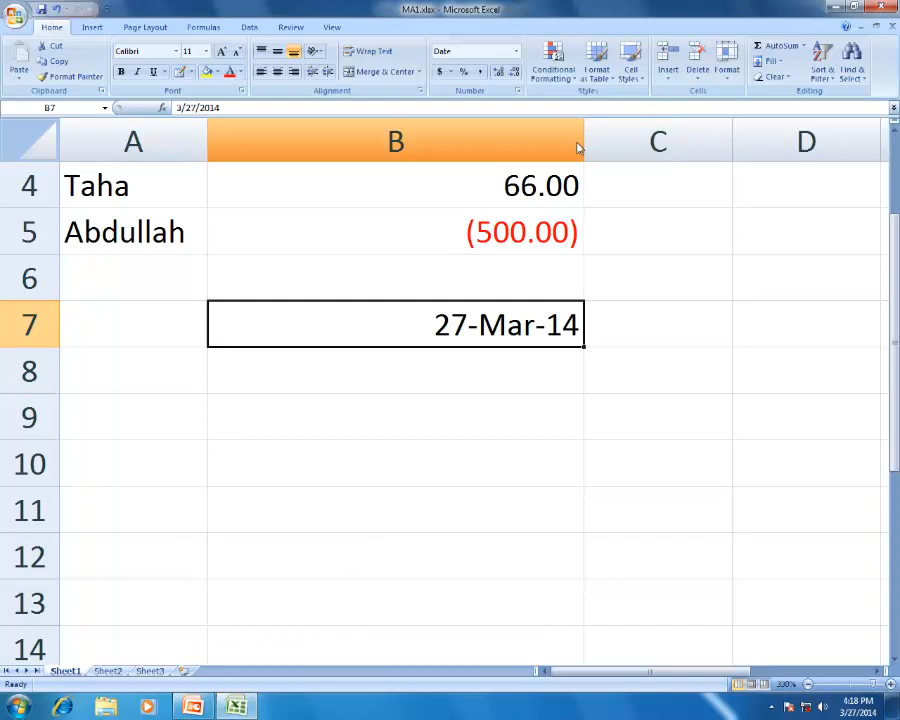 MA1.xlsx - Microsoft Excel
Home Insert Page Layout Formulas Data Review View
Paste
Cut
Copy
Format Painter
Clipboard
Calibri 11
B I U
Font
Wrap Text
Merge & Center
Alignment
Date
$ % ,
Number
Conditional Formatting
Format as Table
Cell Styles
Styles
Insert Delete Format
Cells
AutoSum
Fill
Clear
Sort & Filter
Find & Select
Editing
B7 fx 3/27/2014
A B C D
4 Taha 66.00
5 Abdullah (500.00)
6
7 27-Mar-14
8
9
10
11
12
13
14
Sheet1 Sheet2 Sheet3
Ready 330%
4:18 PM
3/27/2014